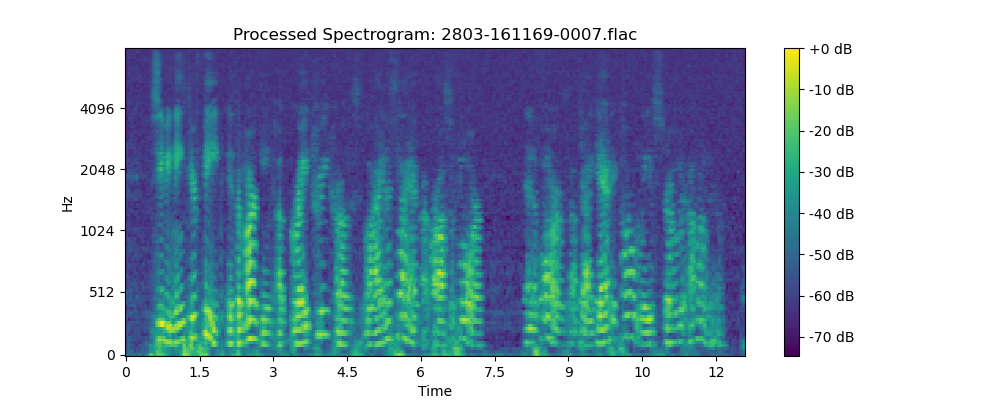 Processed Spectrogram: 2803-161169-0007.flac
Hz
4096
2048
1024
512
0
0 1.5 3 4.5 6 7.5 9 10 12
Time
+0 dB
-10 dB
-20 dB
-30 dB
-40 dB
-50 dB
-60 dB
-70 dB